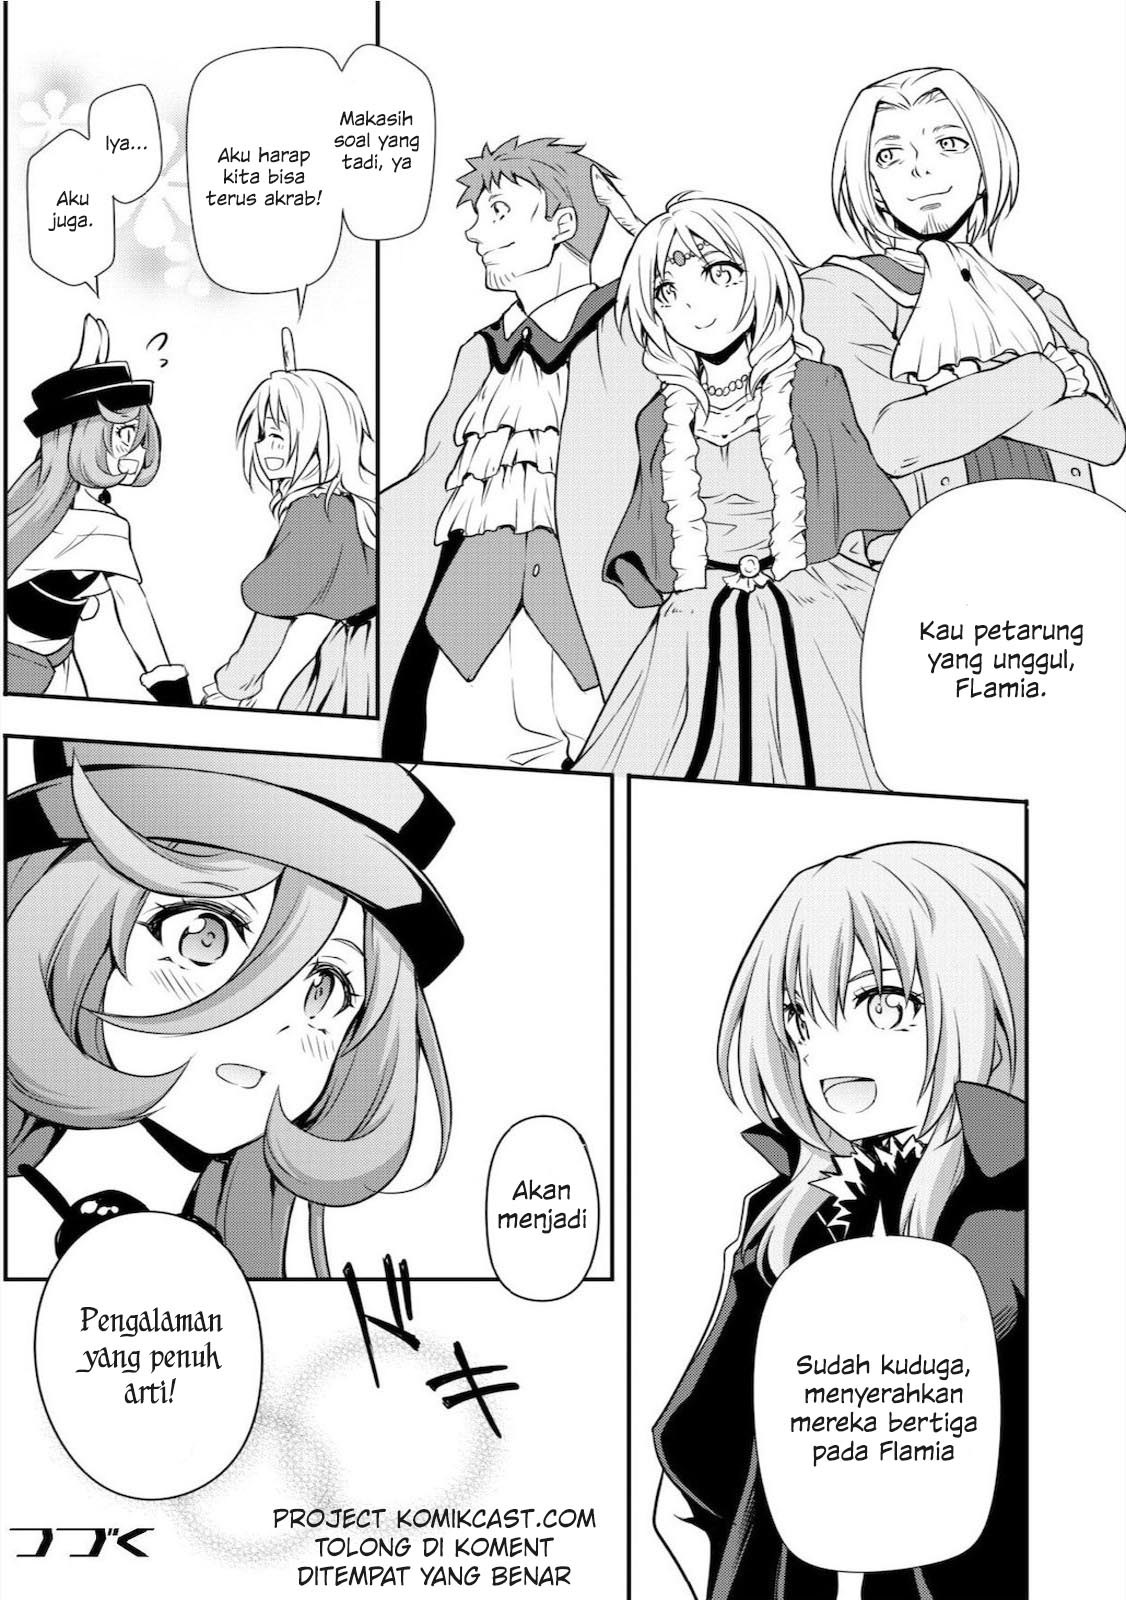 Makasih
soal yang
tadi, ya
Aku harap
kita bisa
terus akrab!
Iya...
Aku
juga.
Kau petarung
yang unggul,
FLamia.
Sudah kuduga,
menyerahkan
mereka bertiga
pada Flamia
Akan
menjadi
Pengalaman
yang penuh
arti!
ドキ
つづく
PROJECT KOMIKCAST.COM
TOLONG DI KOMENT
DITEMPAT YANG BENAR